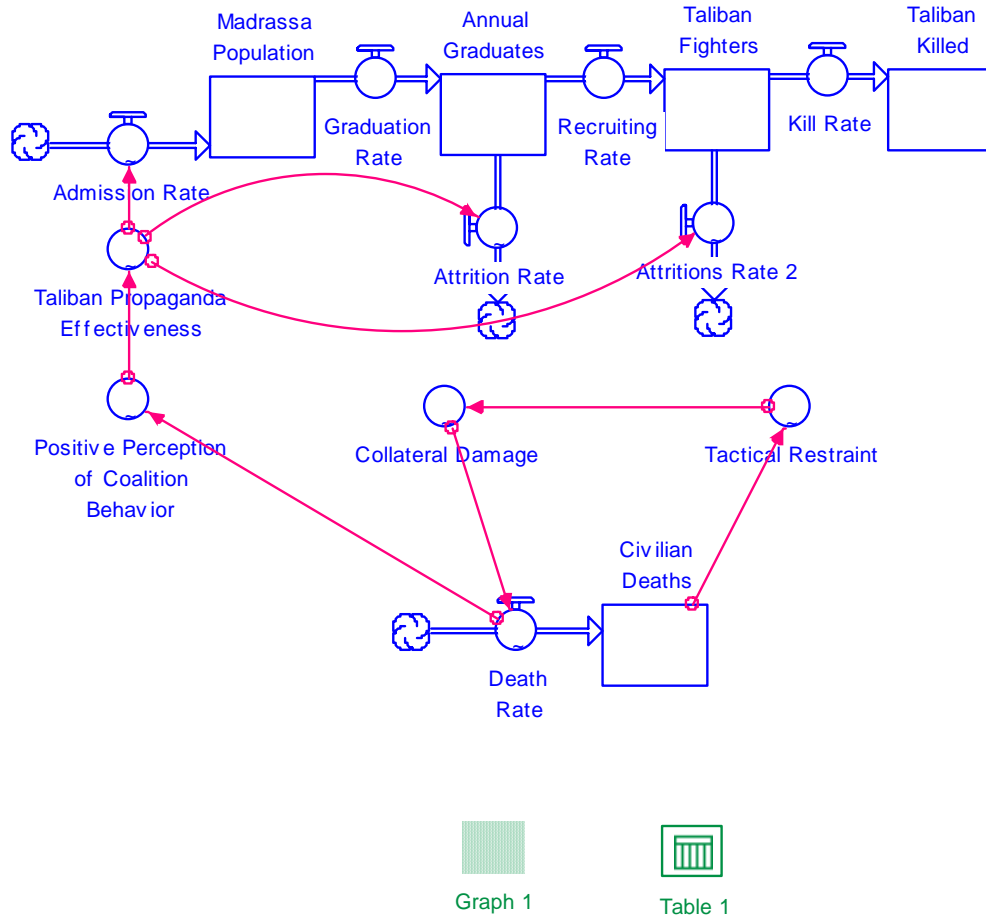 Madrassa
Population
Annual
Graduates
Taliban
Fighters
Taliban
Killed
Graduation
Rate
Recruiting
Rate
Kill Rate
Admission Rate
Attrition Rate
Attritions Rate 2
Taliban Propaganda
Effectiveness
Positive Perception
of Coalition
Behavior
Collateral Damage
Tactical Restraint
Civilian
Deaths
Death
Rate
Graph 1
Table 1